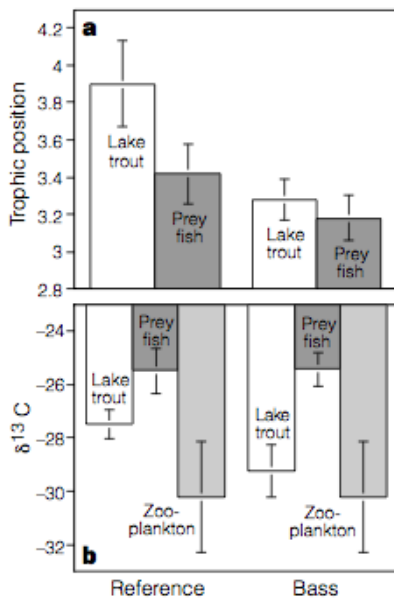 a
Trophic position
4.2
4
3.8
3.6
3.4
3.2
3
2.8
Lake
trout
Prey
fish
Lake
trout
Prey
fish
b
δ13 C
−24
−26
−28
−30
−32
Lake
trout
Prey
fish
Zoo-
plankton
Lake
trout
Prey
fish
Zoo-
plankton
Reference
Bass